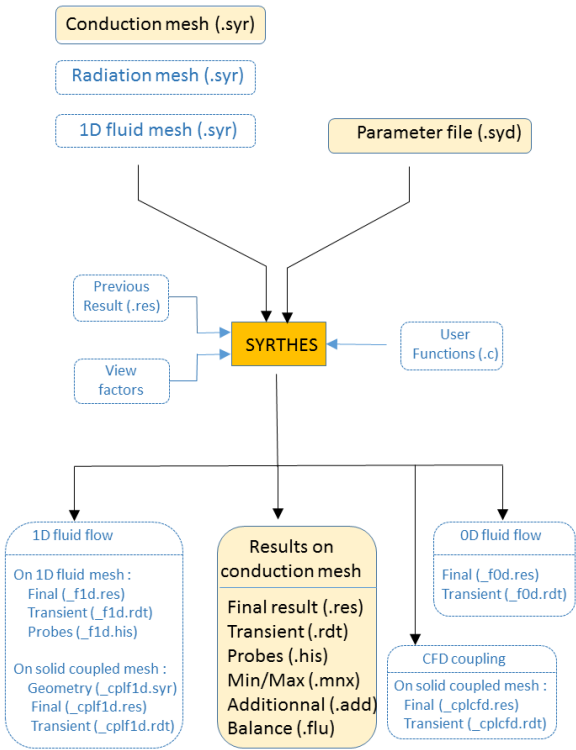 Conduction mesh (.syr)
Radiation mesh (.syr)
1D fluid mesh (.syr)
Parameter file (.syd)
Previous
Result (.res)
View
factors
SYRTHES
User
Functions (.c)
1D fluid flow
On 1D fluid mesh :
Final (_f1d.res)
Transient (_f1d.rdt)
Probes (_f1d.his)
On solid coupled mesh :
Geometry (_cplf1d.syr)
Final (_cplf1d.res)
Transient (_cplf1d.rdt)
Results on
conduction mesh
Final result (.res)
Transient (.rdt)
Probes (.his)
Min/Max (.mnx)
Additionnal (.add)
Balance (.flu)
0D fluid flow
Final (_f0d.res)
Transient (_f0d.rdt)
CFD coupling
On solid coupled mesh :
Final (_cplcfd.res)
Transient (_cplcfd.rdt)